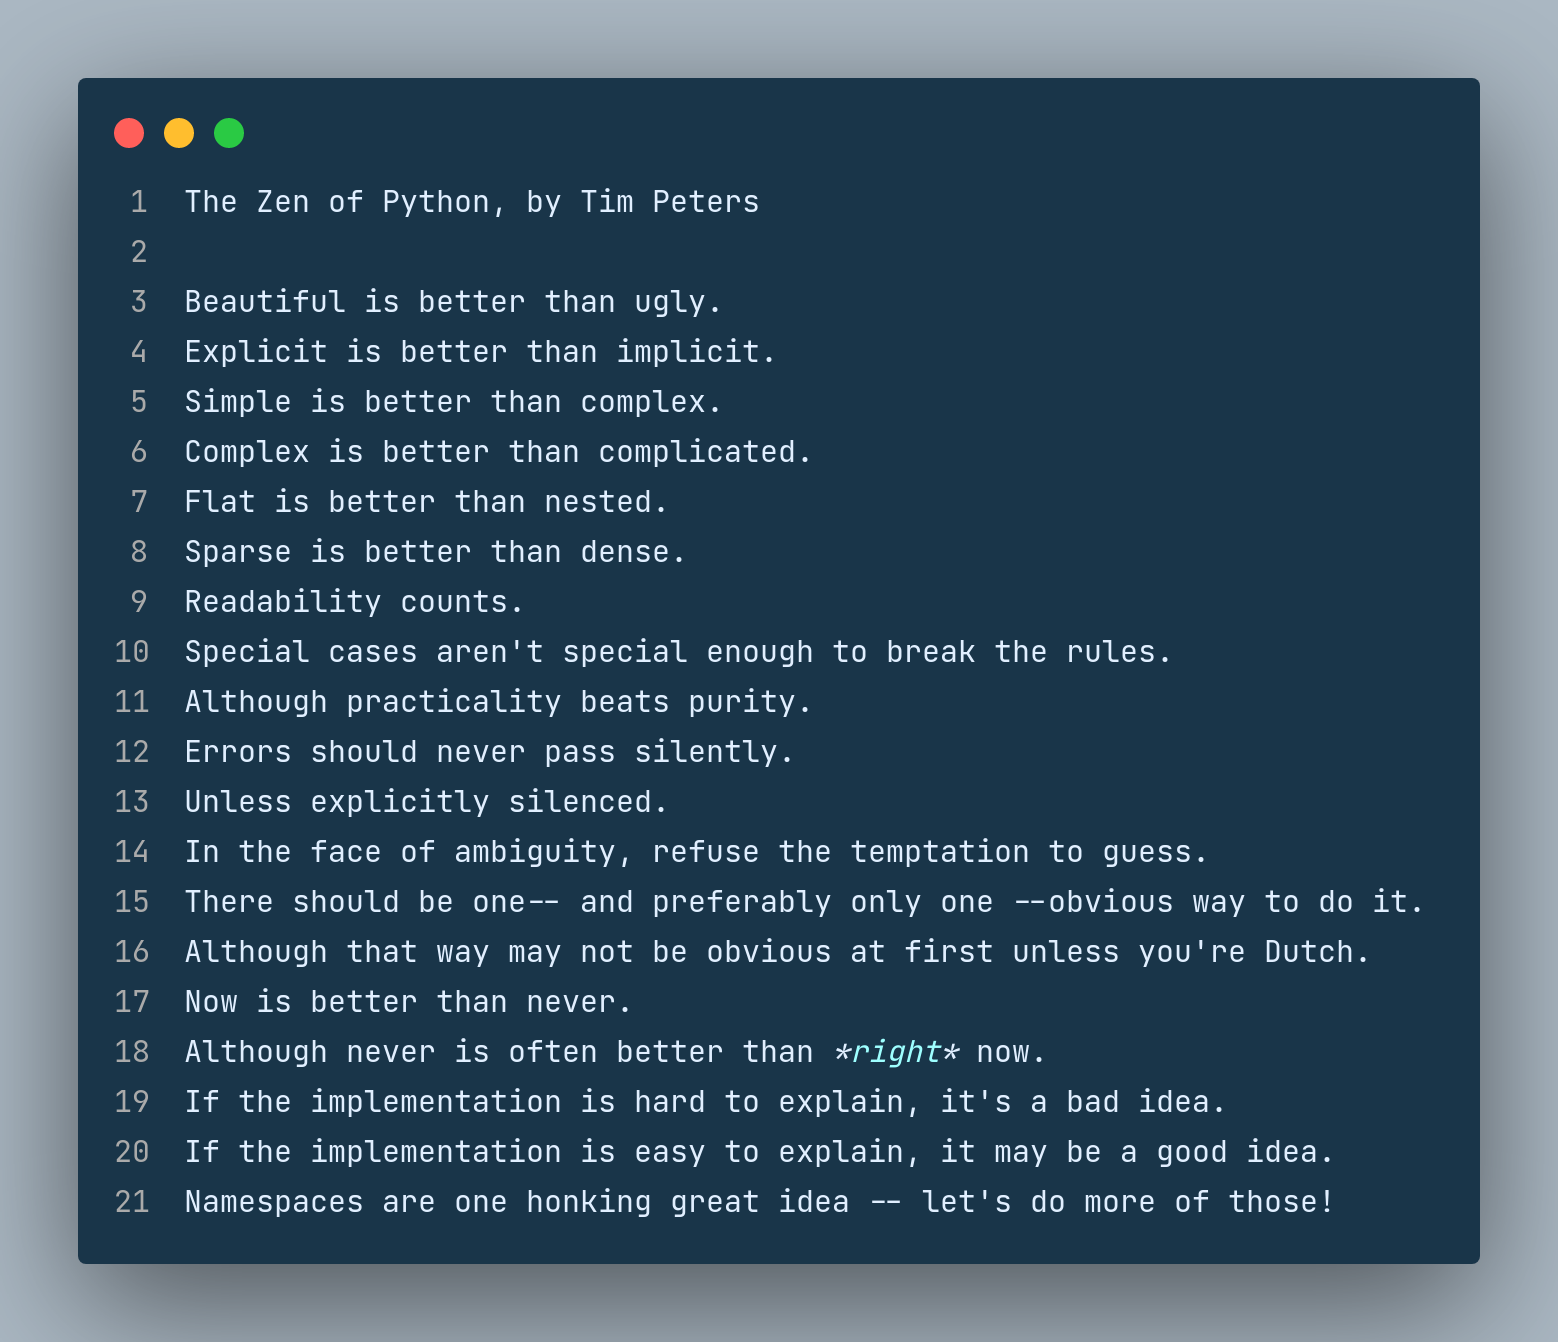 1 The Zen of Python, by Tim Peters
2
3 Beautiful is better than ugly.
4 Explicit is better than implicit.
5 Simple is better than complex.
6 Complex is better than complicated.
7 Flat is better than nested.
8 Sparse is better than dense.
9 Readability counts.
10 Special cases aren't special enough to break the rules.
11 Although practicality beats purity.
12 Errors should never pass silently.
13 Unless explicitly silenced.
14 In the face of ambiguity, refuse the temptation to guess.
15 There should be one-- and preferably only one --obvious way to do it.
16 Although that way may not be obvious at first unless you're Dutch.
17 Now is better than never.
18 Although never is often better than *right* now.
19 If the implementation is hard to explain, it's a bad idea.
20 If the implementation is easy to explain, it may be a good idea.
21 Namespaces are one honking great idea -- let's do more of those!